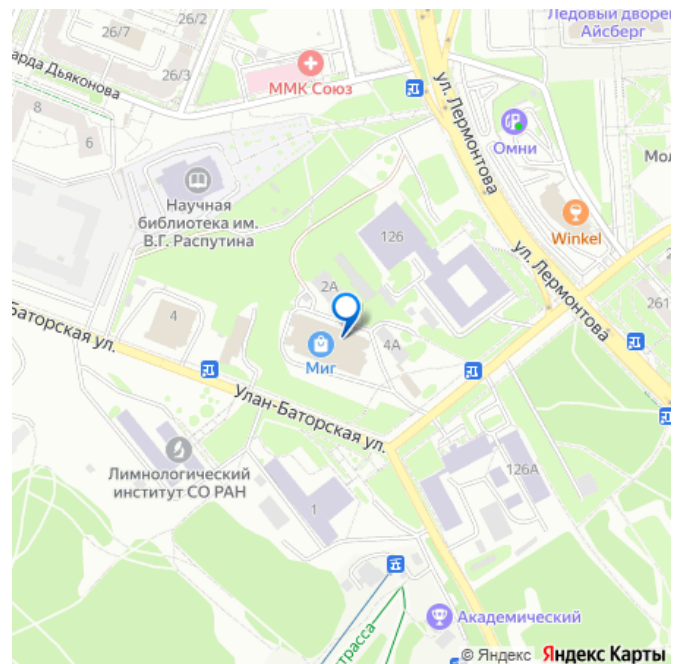 26/2
Ледовый дворец
Айсберг
26/7
26/3
арда Дьяконова
ММК Союз
8
6
ул. Лермонтова
Омни
Мол
Научная
библиотека им.
В.Г. Распутина
126
Winkel
ул. Лермонтова
2А
261
Баторская ул.
4
4А
Миг
Улан-Баторская ул.
Лимнологический
институт СО РАН
126А
1
Академический
трасса
© Яндекс Яндекс Карты